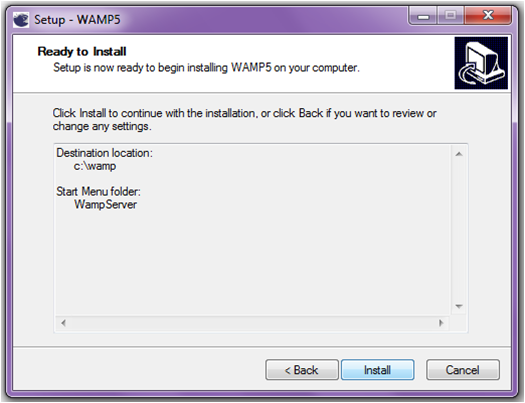 Setup - WAMP5
Ready to Install
Setup is now ready to begin installing WAMP5 on your computer.
Click Install to continue with the installation, or click Back if you want to review or
change any settings.
Destination location:
c:\wamp
Start Menu folder:
WampServer
< Back
Install
Cancel